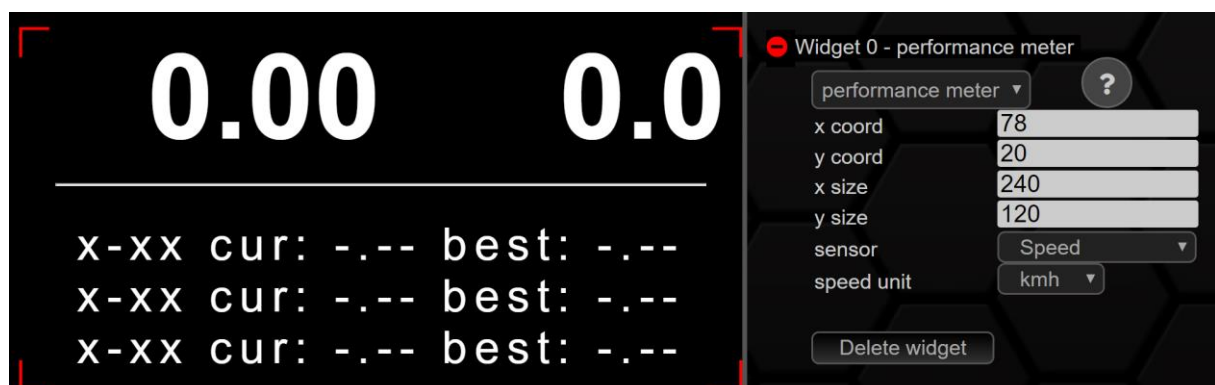 0.00 0.0
x-xx cur: -.-- best: -.--
x-xx cur: -.-- best: -.--
x-xx cur: -.-- best: -.--
Widget 0 - performance meter
performance meter ?
x coord 78
y coord 20
x size 240
y size 120
sensor Speed
speed unit kmh
Delete widget